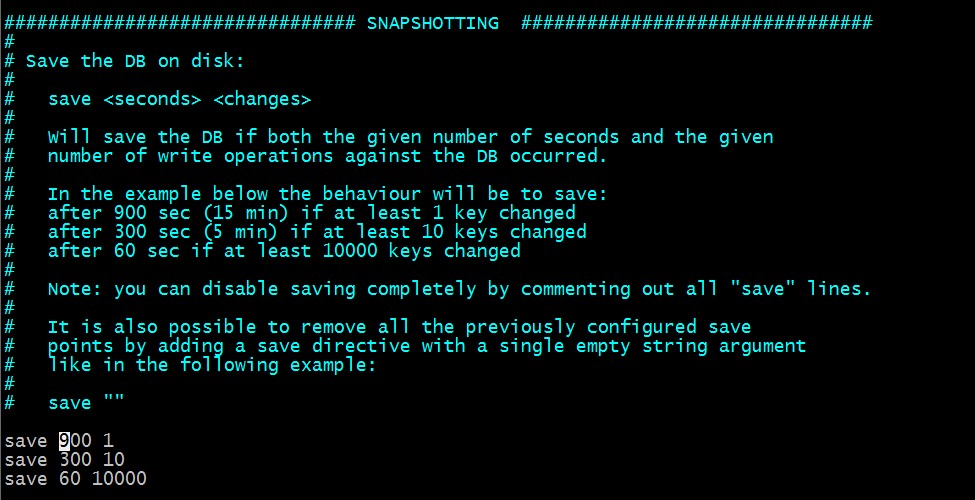 ################################ SNAPSHOTTING  ################################
#
# Save the DB on disk:
#
#   save <seconds> <changes>
#
#   Will save the DB if both the given number of seconds and the given
#   number of write operations against the DB occurred.
#
#   In the example below the behaviour will be to save:
#   after 900 sec (15 min) if at least 1 key changed
#   after 300 sec (5 min) if at least 10 keys changed
#   after 60 sec if at least 10000 keys changed
#
#   Note: you can disable saving completely by commenting out all "save" lines.
#
#   It is also possible to remove all the previously configured save
#   points by adding a save directive with a single empty string argument
#   like in the following example:
#
#   save ""

save 900 1
save 300 10
save 60 10000